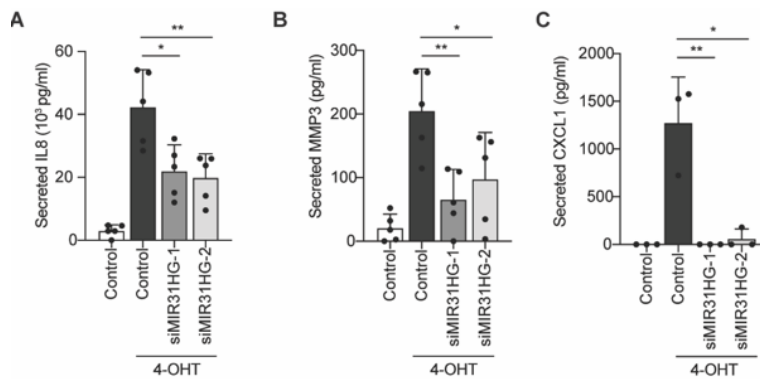 A
Secreted IL8 (10³ pg/ml)
60
40
20
0
**
*
Control
Control
siMIR31HG-1
siMIR31HG-2
4-OHT
B
Secreted MMP3 (pg/ml)
300
200
100
0
*
**
Control
Control
siMIR31HG-1
siMIR31HG-2
4-OHT
C
Secreted CXCL1 (pg/ml)
2000
1500
1000
500
0
*
**
Control
Control
siMIR31HG-1
siMIR31HG-2
4-OHT